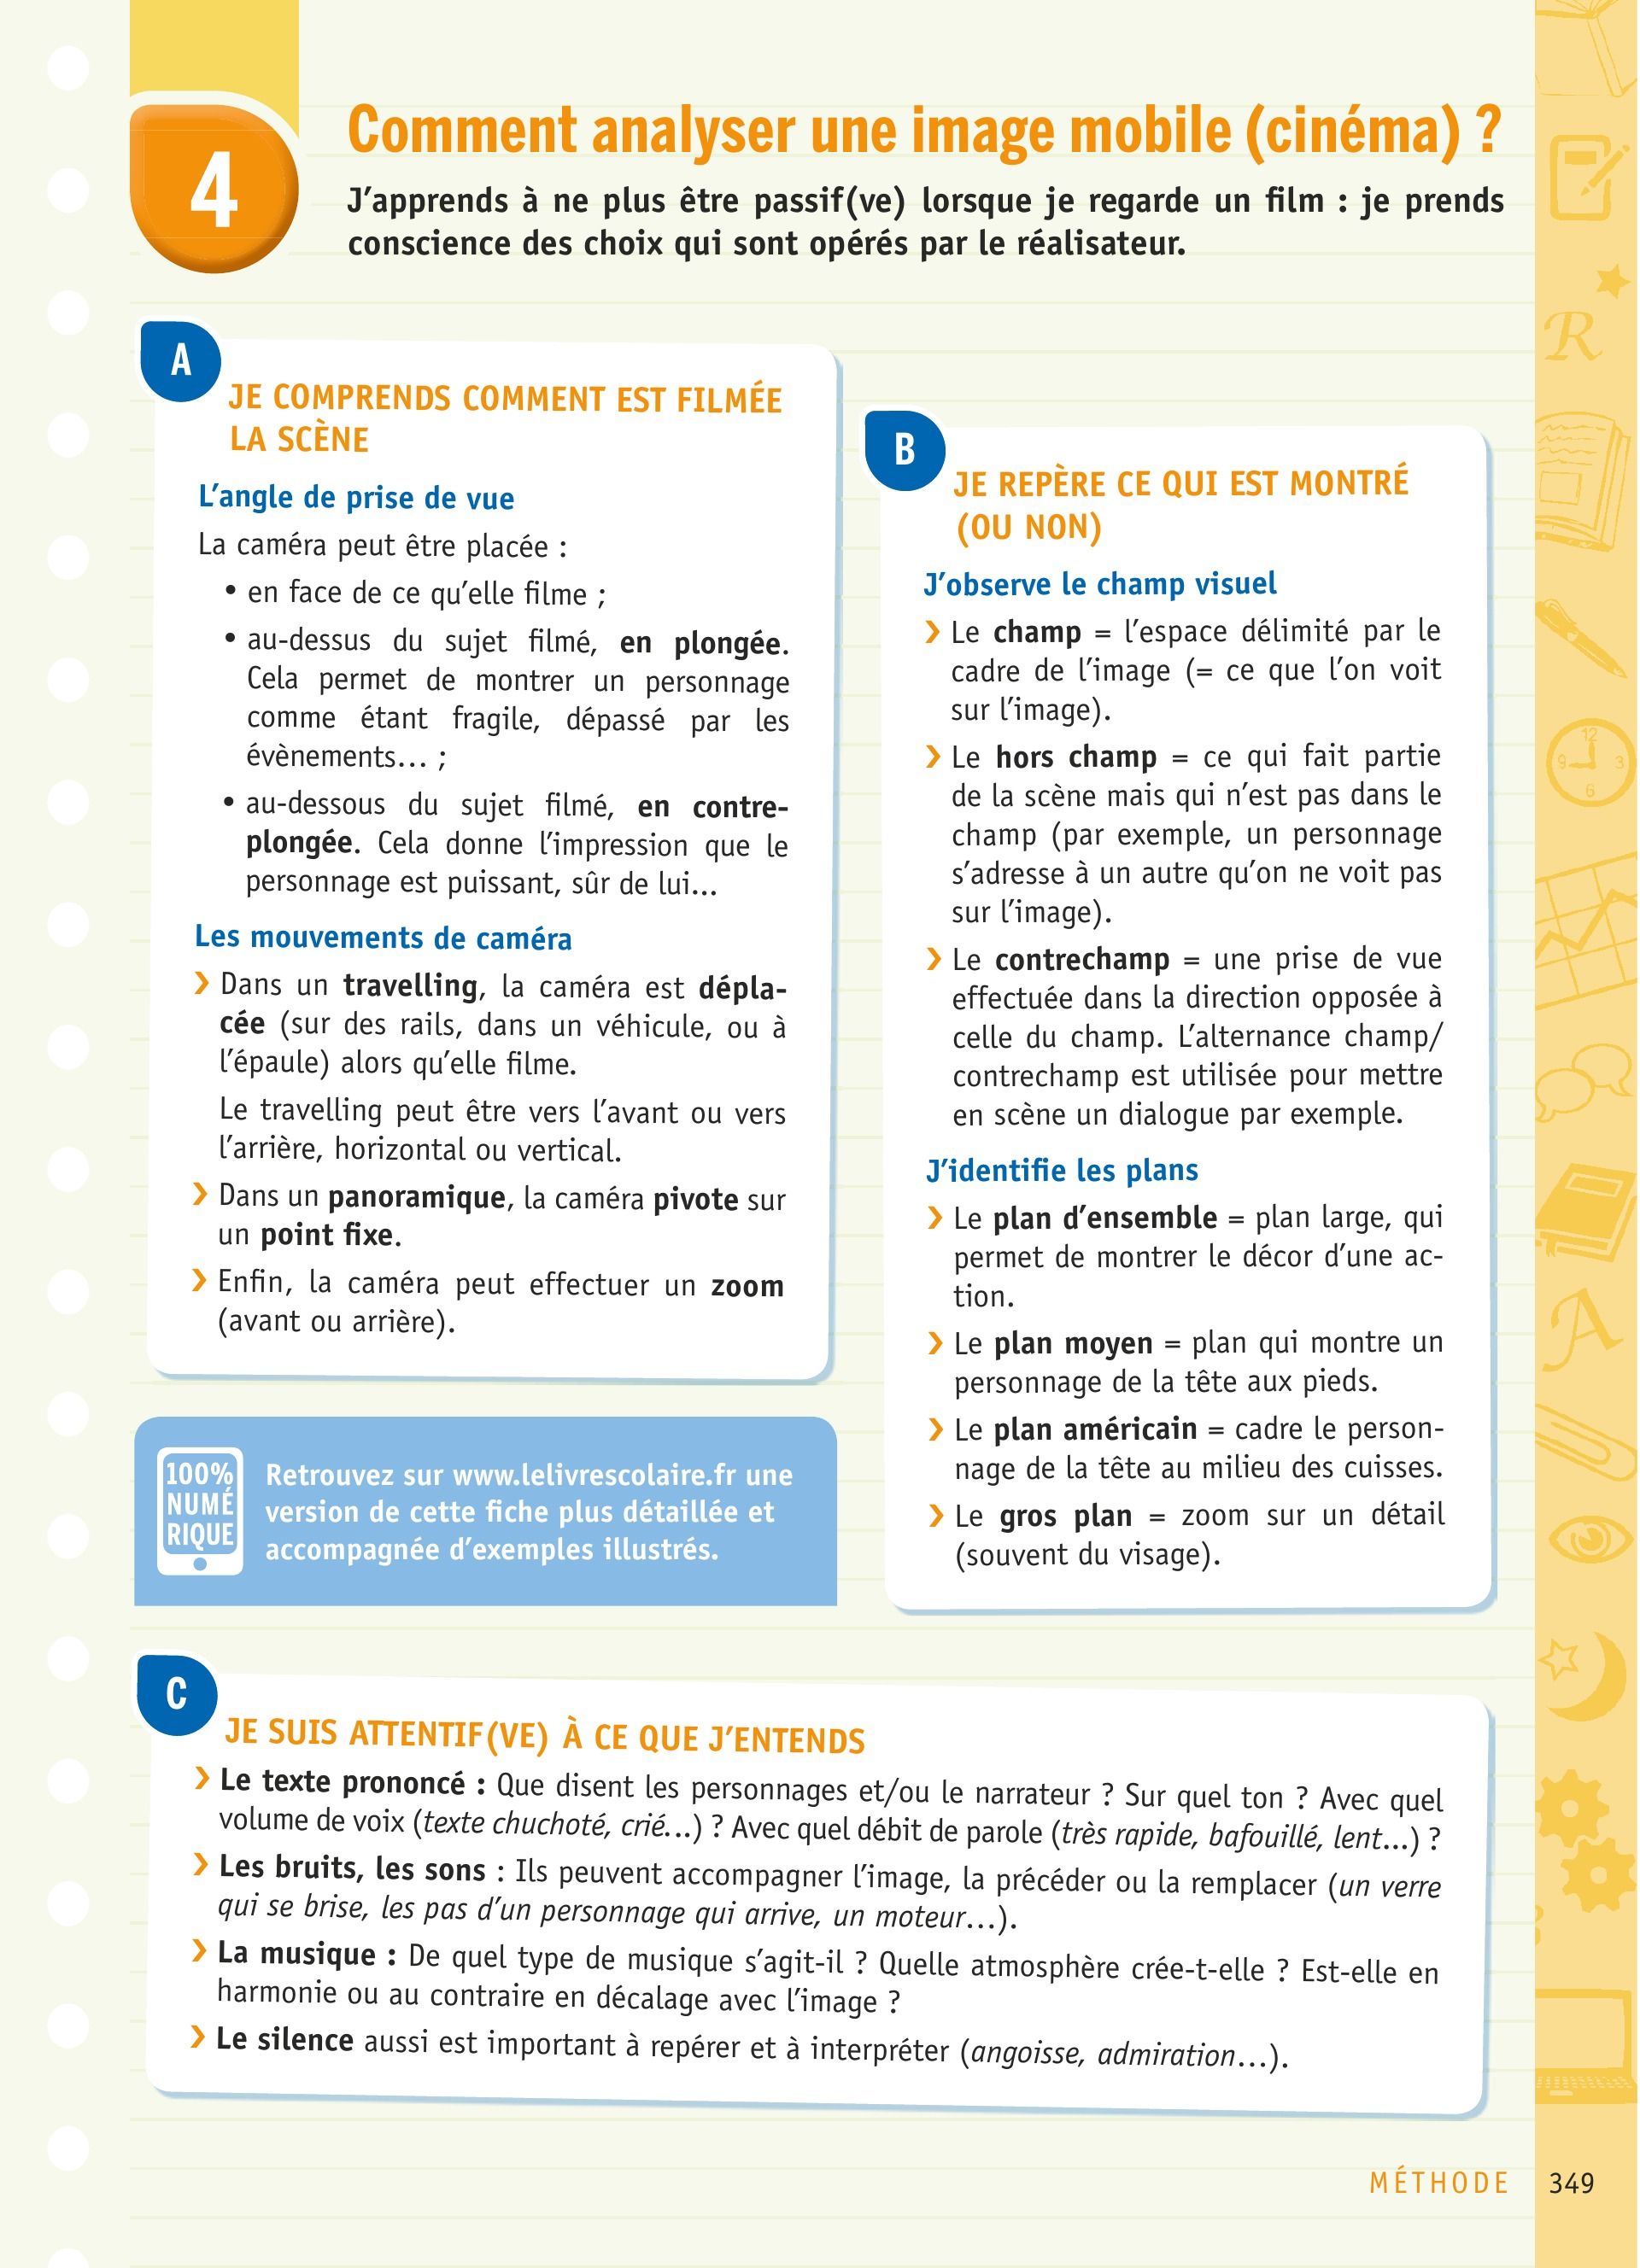 4
Comment analyser une image mobile (cinéma) ?
J’apprends à ne plus être passif(ve) lorsque je regarde un film : je prends
conscience des choix qui sont opérés par le réalisateur.
A
JE COMPRENDS COMMENT EST FILMÉE
LA SCÈNE
L’angle de prise de vue
La caméra peut être placée :
• en face de ce qu’elle filme ;
• au-dessus du sujet filmé, en plongée.
Cela permet de montrer un personnage
comme étant fragile, dépassé par les
évènements... ;
• au-dessous du sujet filmé, en contre-
plongée. Cela donne l’impression que le
personnage est puissant, sûr de lui...
Les mouvements de caméra
› Dans un travelling, la caméra est dépla-
cée (sur des rails, dans un véhicule, ou à
l’épaule) alors qu’elle filme.
Le travelling peut être vers l’avant ou vers
l’arrière, horizontal ou vertical.
› Dans un panoramique, la caméra pivote sur
un point fixe.
› Enfin, la caméra peut effectuer un zoom
(avant ou arrière).
100%
NUMÉ
RIQUE
Retrouvez sur www.lelivrescolaire.fr une
version de cette fiche plus détaillée et
accompagnée d’exemples illustrés.
B
JE REPÈRE CE QUI EST MONTRÉ
(OU NON)
J’observe le champ visuel
› Le champ = l’espace délimité par le
cadre de l’image (= ce que l’on voit
sur l’image).
› Le hors champ = ce qui fait partie
de la scène mais qui n’est pas dans le
champ (par exemple, un personnage
s’adresse à un autre qu’on ne voit pas
sur l’image).
› Le contrechamp = une prise de vue
effectuée dans la direction opposée à
celle du champ. L’alternance champ/
contrechamp est utilisée pour mettre
en scène un dialogue par exemple.
J’identifie les plans
› Le plan d’ensemble = plan large, qui
permet de montrer le décor d’une ac-
tion.
› Le plan moyen = plan qui montre un
personnage de la tête aux pieds.
› Le plan américain = cadre le person-
nage de la tête au milieu des cuisses.
› Le gros plan = zoom sur un détail
(souvent du visage).
C
JE SUIS ATTENTIF(VE) À CE QUE J’ENTENDS
› Le texte prononcé : Que disent les personnages et/ou le narrateur ? Sur quel ton ? Avec quel
volume de voix (texte chuchoté, crié...) ? Avec quel débit de parole (très rapide, bafouillé, lent...) ?
› Les bruits, les sons : Ils peuvent accompagner l’image, la précéder ou la remplacer (un verre
qui se brise, les pas d’un personnage qui arrive, un moteur...).
› La musique : De quel type de musique s’agit-il ? Quelle atmosphère crée-t-elle ? Est-elle en
harmonie ou au contraire en décalage avec l’image ?
› Le silence aussi est important à repérer et à interpréter (angoisse, admiration...).
R
12
9
3
6
A
MÉTHODE
349